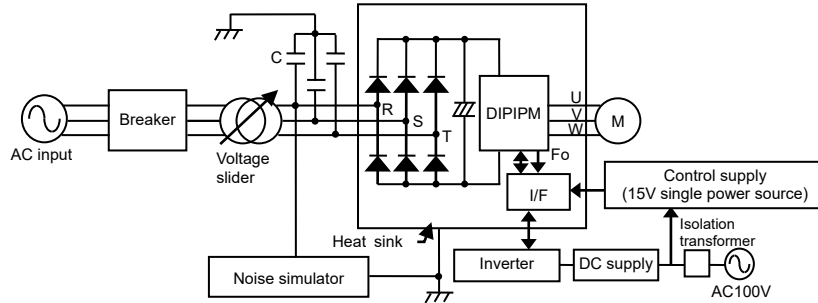 C
R
S
T
DIPIPM
U
V
W
M
Breaker
AC input
Voltage
slider
Fo
I/F
Control supply
(15V single power source)
Heat sink
Isolation
transformer
Noise simulator
Inverter
DC supply
AC100V